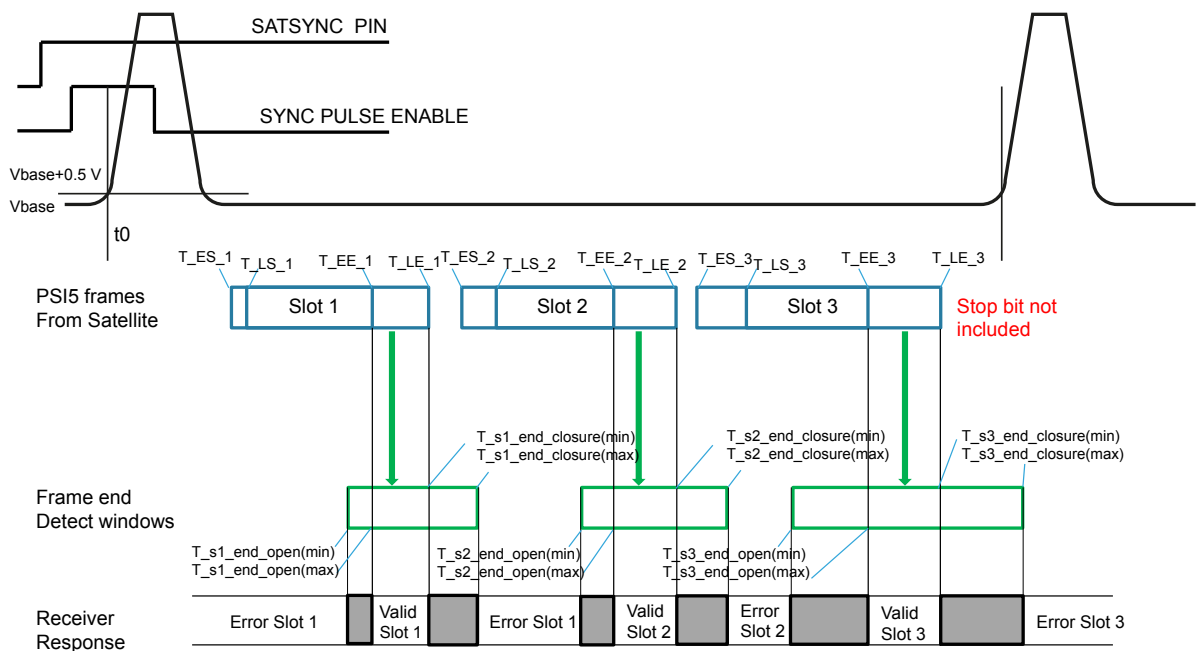 SATSYNC PIN
SYNC PULSE ENABLE
Vbase+0.5 V
Vbase
t0
T_ES_1
T_LS_1
T_EE_1
T_LE_1
T_ES_2
T_LS_2
T_EE_2
T_LE_2
T_ES_3
T_LS_3
T_EE_3
T_LE_3
PSI5 frames
From Satellite
Slot 1
Slot 2
Slot 3
Stop bit not
included
T_s1_end_closure(min)
T_s1_end_closure(max)
T_s2_end_closure(min)
T_s2_end_closure(max)
T_s3_end_closure(min)
T_s3_end_closure(max)
Frame end
Detect windows
T_s1_end_open(min)
T_s1_end_open(max)
T_s2_end_open(min)
T_s2_end_open(max)
T_s3_end_open(min)
T_s3_end_open(max)
Receiver
Response
Error Slot 1
Valid
Slot 1
Error Slot 1
Valid
Slot 2
Error
Slot 2
Valid
Slot 3
Error Slot 3